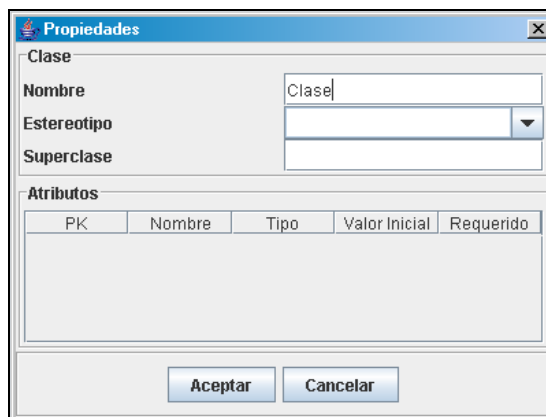 Propiedades
Clase
Nombre Clase
Estereotipo
Superclase
Atributos
PK Nombre Tipo Valor Inicial Requerido
Aceptar Cancelar